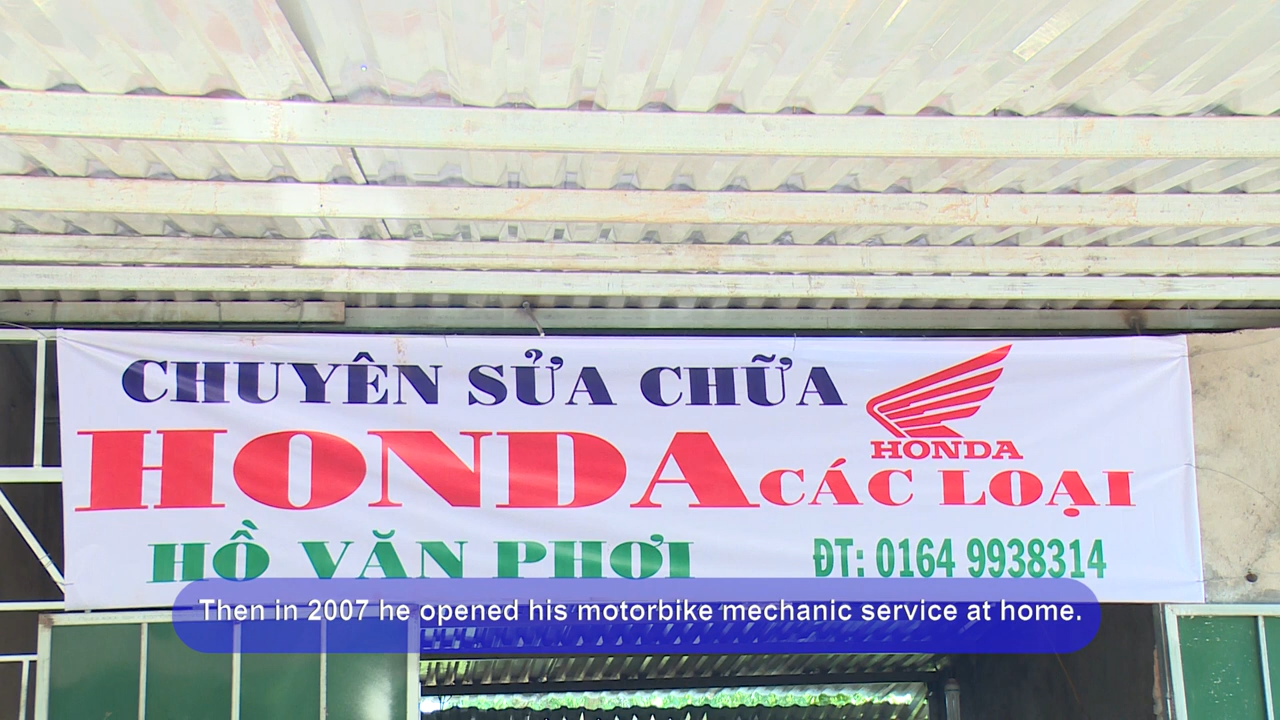 CHUYÊN SỬA CHỮA
HONDA
HONDA CÁC LOẠI
HỒ VĂN PHƠI
ĐT: 0164 9938314
Then in 2007 he opened his motorbike mechanic service at home.